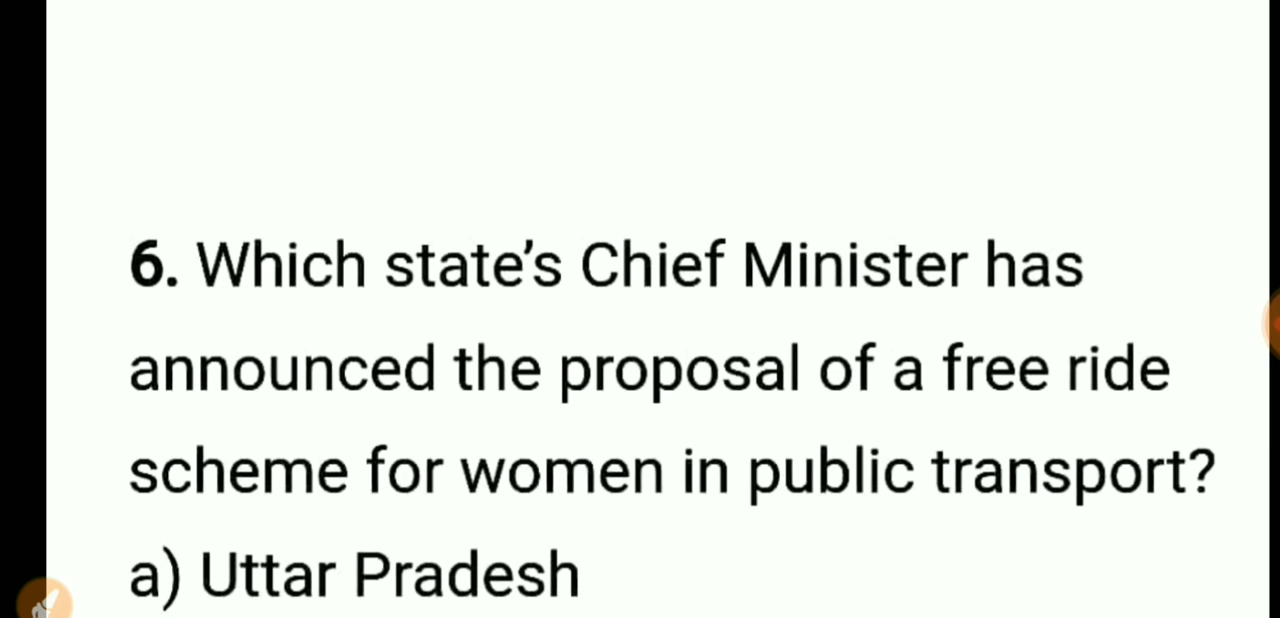 6. Which state’s Chief Minister has
announced the proposal of a free ride
scheme for women in public transport?
a) Uttar Pradesh